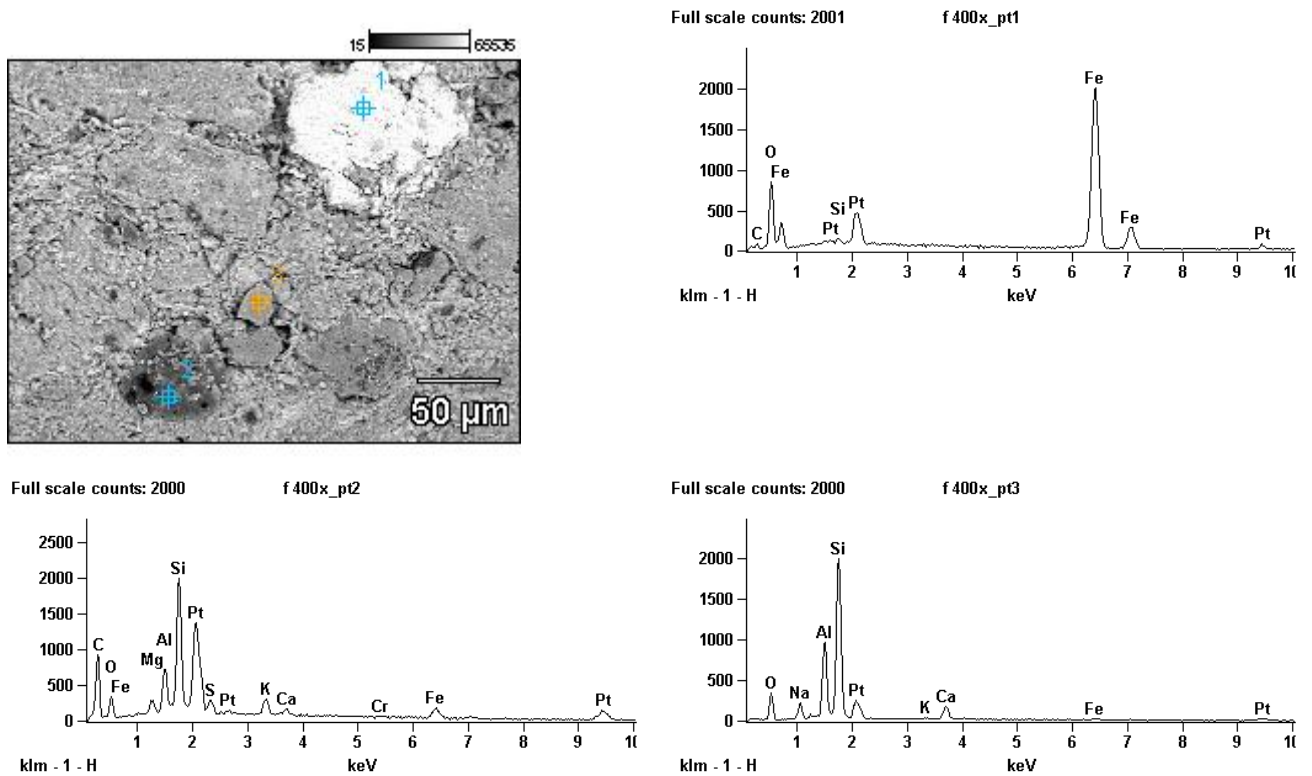 15 65535
1
3
2
50 µm
Full scale counts: 2001 f 400x_pt1
2000
1500
1000
500
0
C O Fe Pt Si Pt Fe Fe Pt
1 2 3 4 5 6 7 8 9 10
klm - 1 - H keV
Full scale counts: 2000 f 400x_pt2
2500
2000
1500
1000
500
0
C O Fe Mg Al Si Pt S Pt K Ca Cr Fe Pt
1 2 3 4 5 6 7 8 9 10
klm - 1 - H keV
Full scale counts: 2000 f 400x_pt3
2000
1500
1000
500
0
O Na Al Si Pt K Ca Fe Pt
1 2 3 4 5 6 7 8 9 10
klm - 1 - H keV